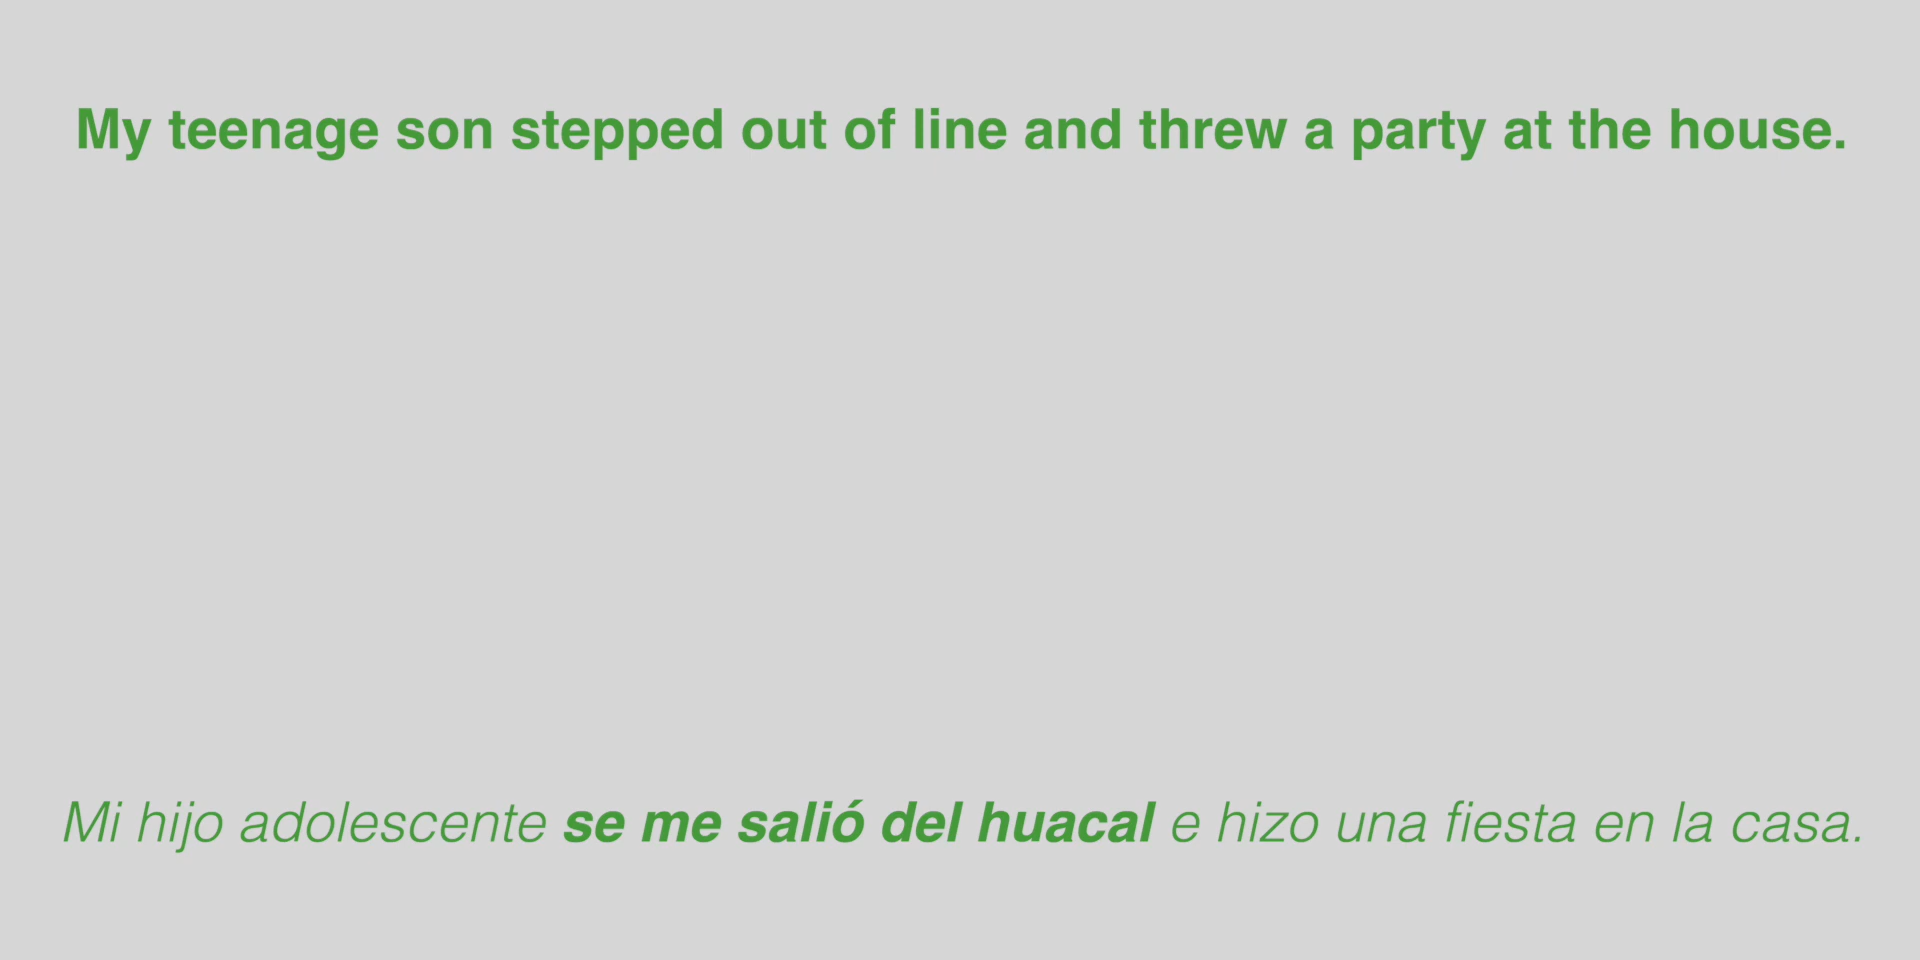 My teenage son stepped out of line and threw a party at the house.
Mi hijo adolescente se me salió del huacal e hizo una fiesta en la casa.